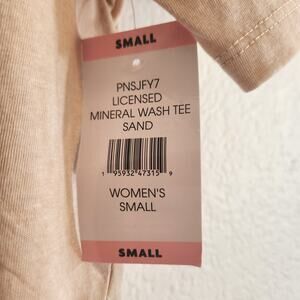 SMALL
PNSJFY7
LICENSED
MINERAL WASH TEE
SAND
1 95932 47315 9
WOMEN'S
SMALL
SMALL